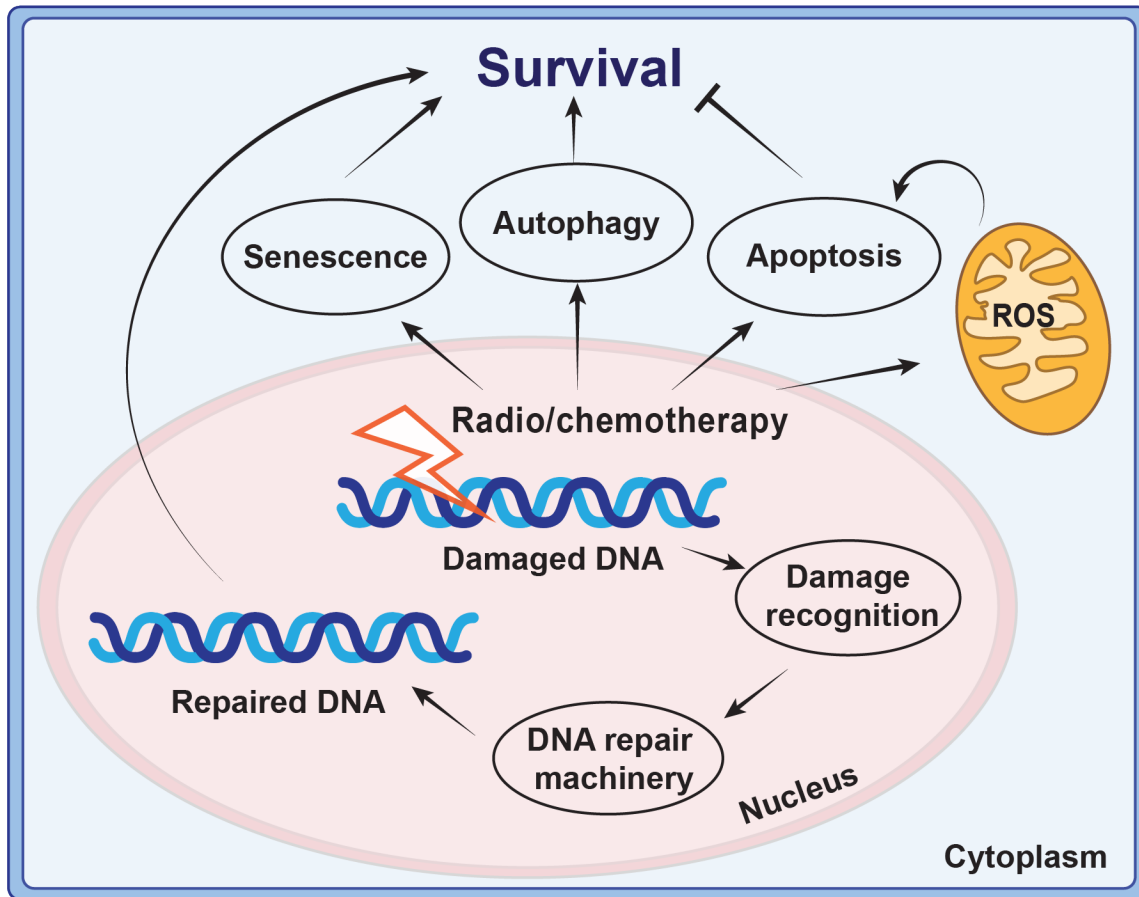 Survival
Senescence
Autophagy
Apoptosis
ROS
Radio/chemotherapy
Damaged DNA
Damage
recognition
DNA repair
machinery
Repaired DNA
Nucleus
Cytoplasm